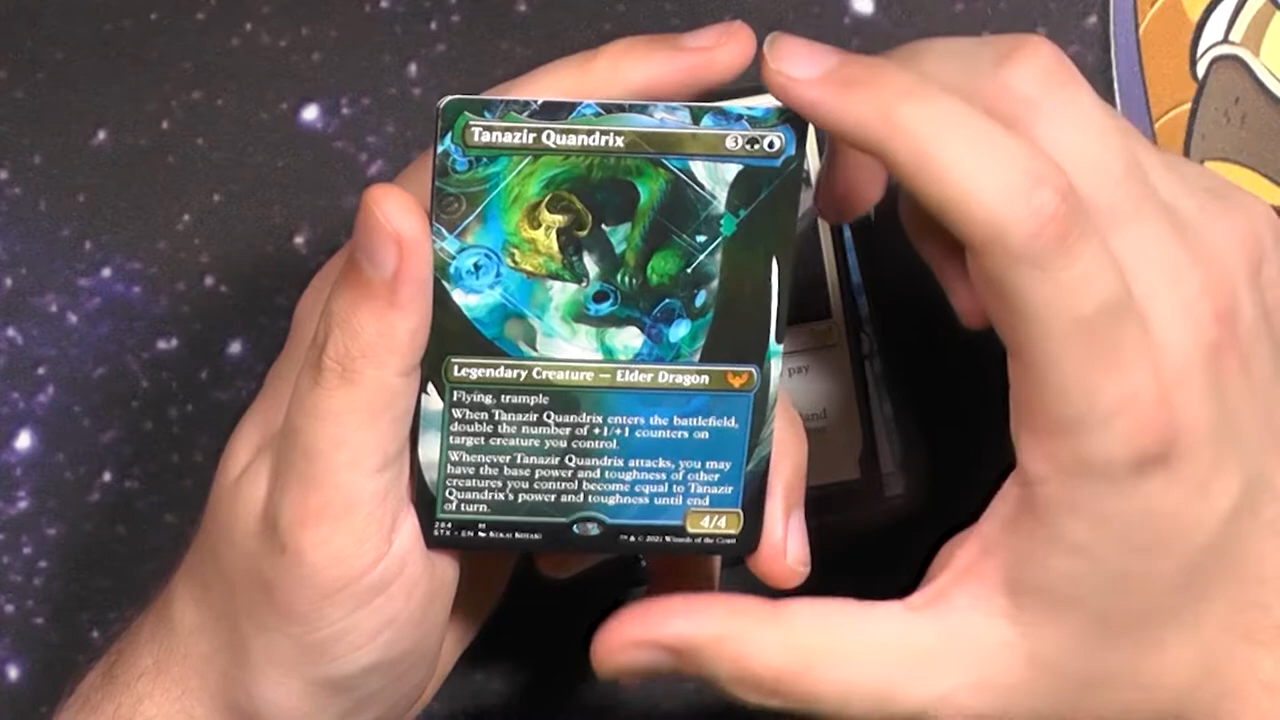 Tanazir Quandrix 3
Legendary Creature — Elder Dragon
Flying, trample
When Tanazir Quandrix enters the battlefield,
double the number of +1/+1 counters on
target creature you control.
Whenever Tanazir Quandrix attacks, you may
have the base power and toughness of other
creatures you control become equal to Tanazir
Quandrix's power and toughness until end
of turn.
4/4
284 M
STX • EN
™ & © 2021 Wizards of the Coast
pay